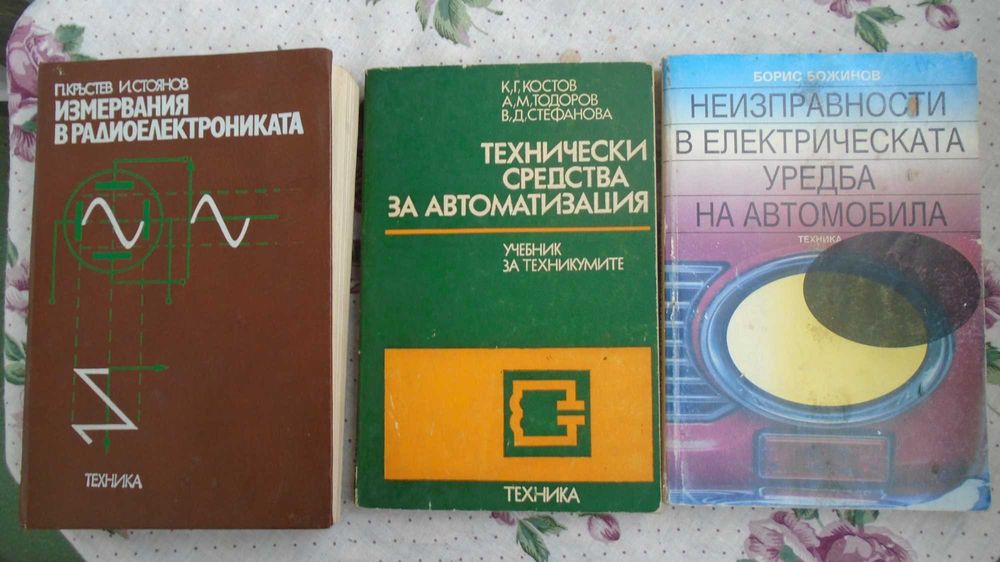 П. КРЪСТЕВ И. СТОЯНОВ
ИЗМЕРВАНИЯ
В РАДИОЕЛЕКТРОНИКАТА
ТЕХНИКА
К. Г. КОСТОВ
А. М. ТОДОРОВ
В. Д. СТЕФАНОВА
ТЕХНИЧЕСКИ
СРЕДСТВА
ЗА АВТОМАТИЗАЦИЯ
УЧЕБНИК
ЗА ТЕХНИКУМИТЕ
ТЕХНИКА
БОРИС БОЖИНОВ
НЕИЗПРАВНОСТИ
В ЕЛЕКТРИЧЕСКАТА
УРЕДБА
НА АВТОМОБИЛА
ТЕХНИКА